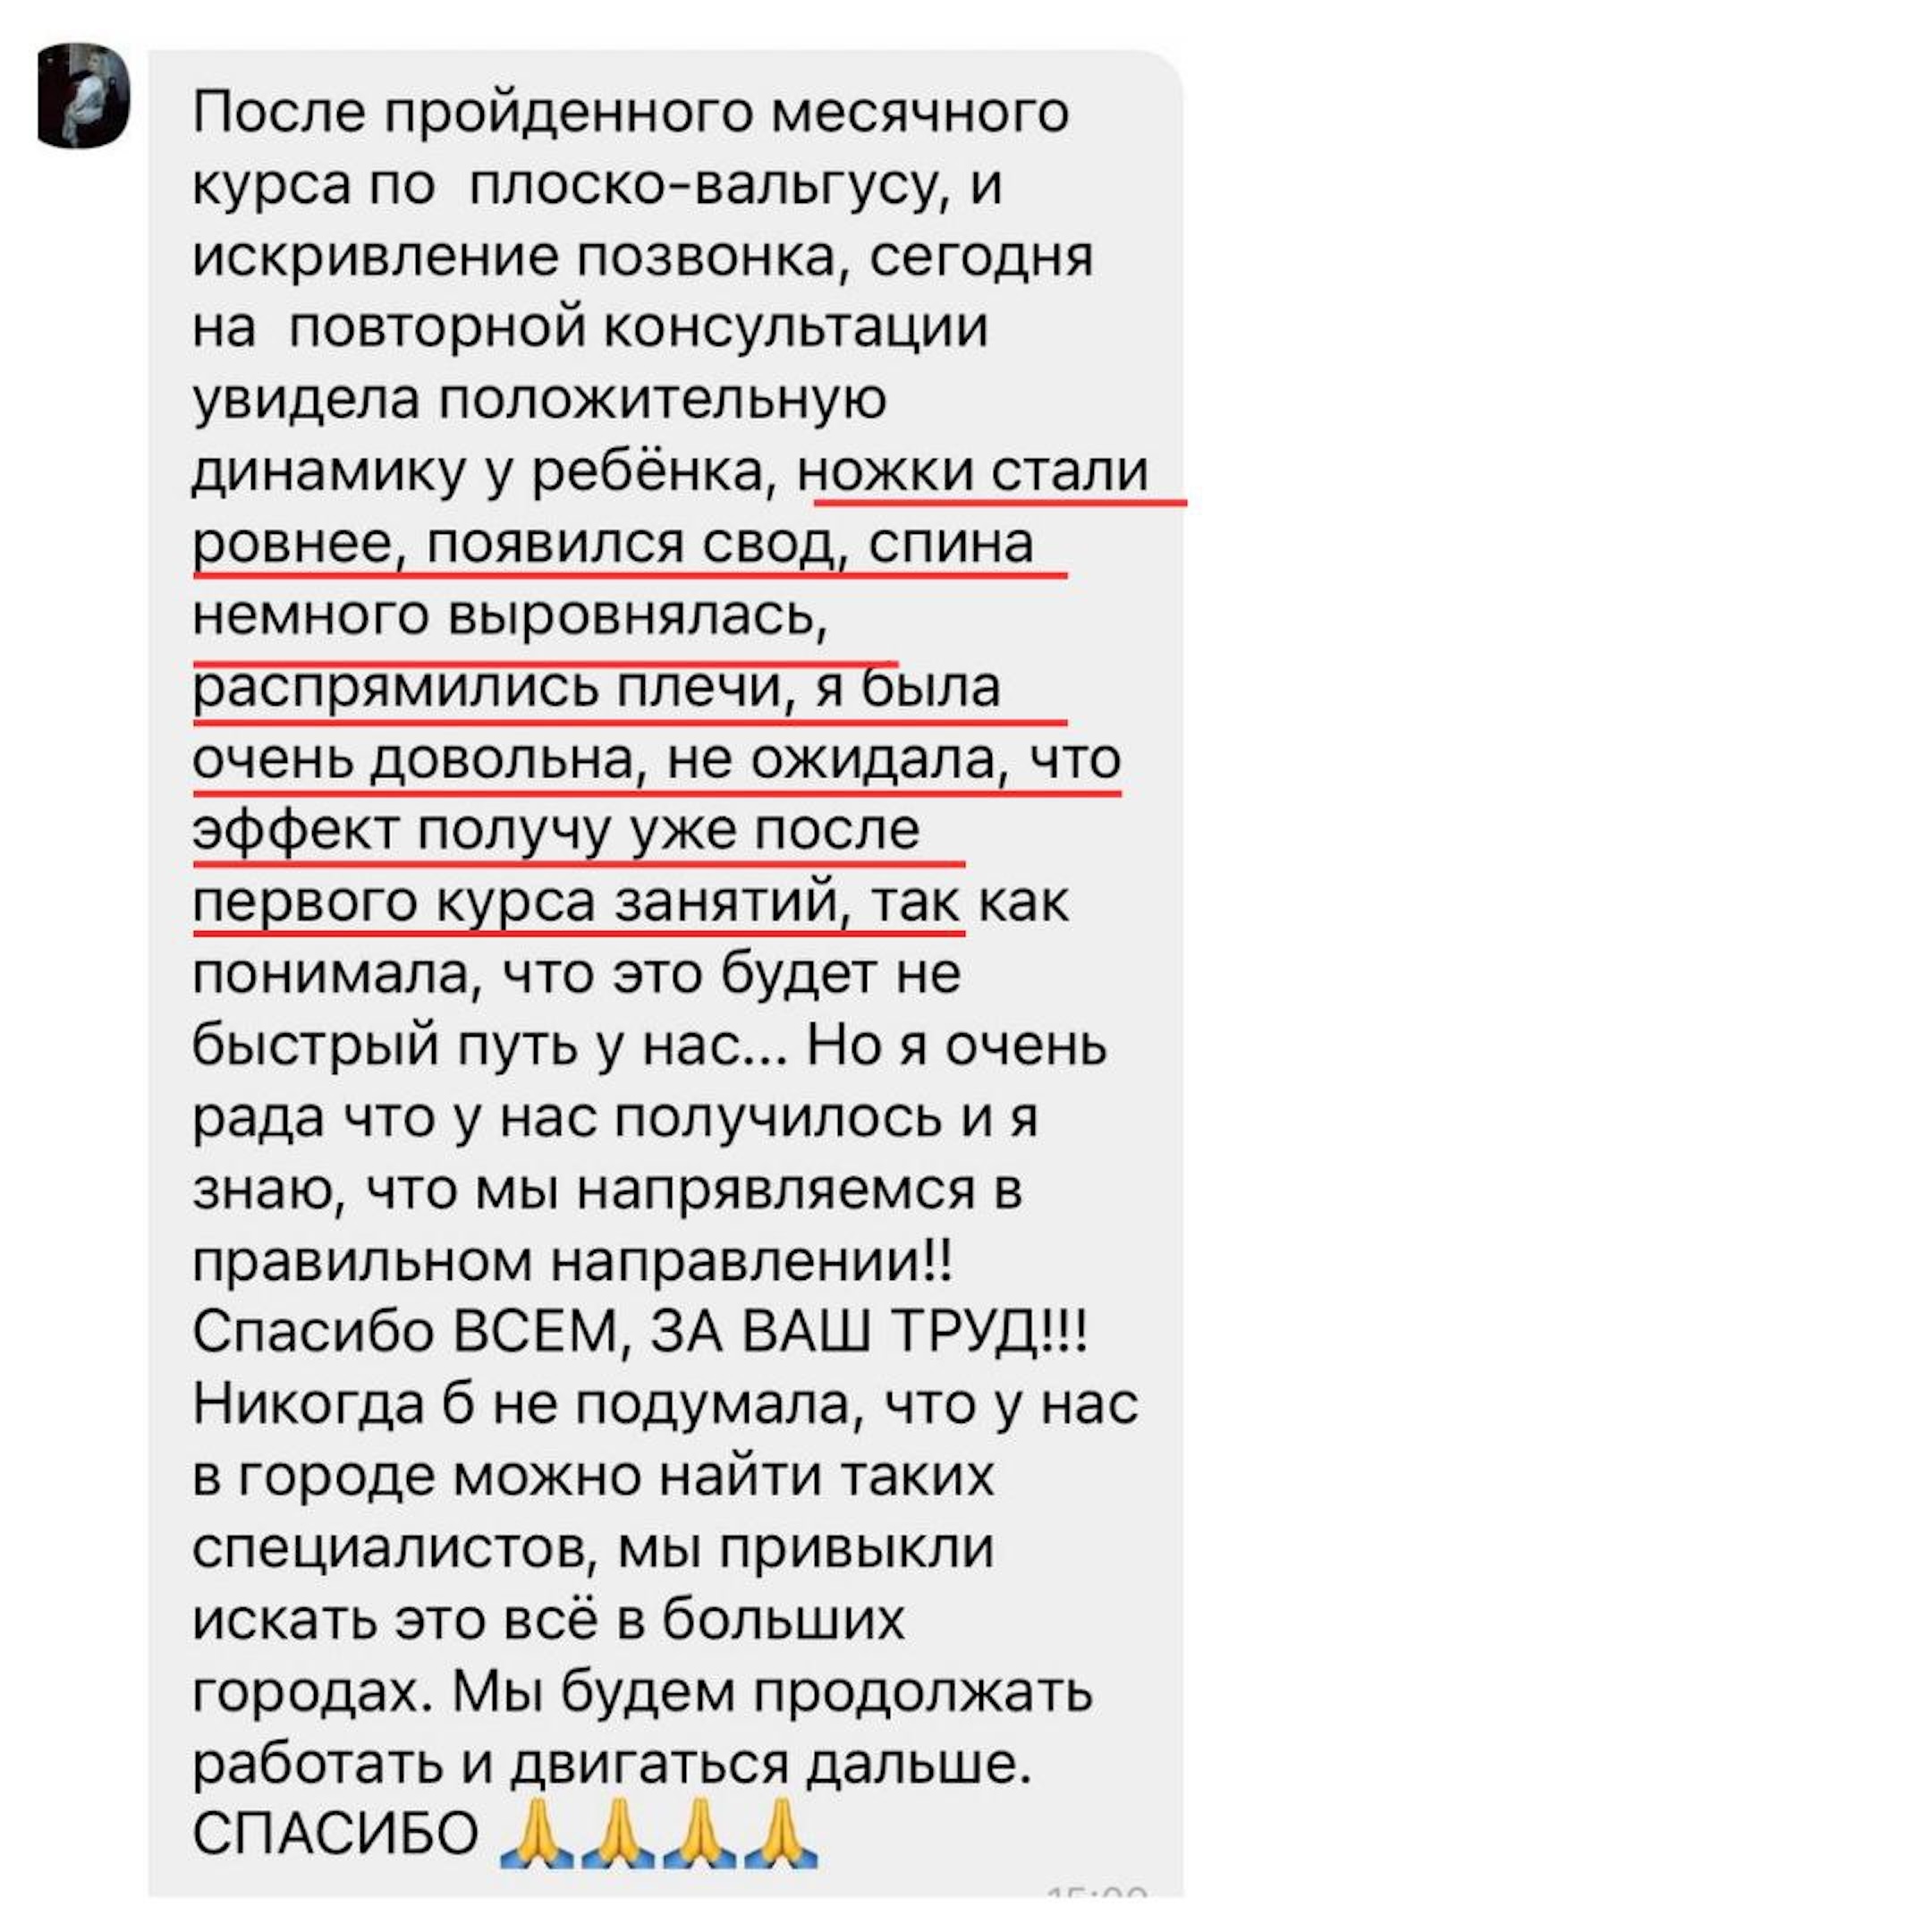 После пройденного месячного
курса по  плоско-вальгусу, и
искривление позвонка, сегодня
на  повторной консультации
увидела положительную
динамику у ребёнка, ножки стали
ровнее, появился свод, спина
немного выровнялась,
распрямились плечи, я была
очень довольна, не ожидала, что
эффект получу уже после
первого курса занятий, так как
понимала, что это будет не
быстрый путь у нас... Но я очень
рада что у нас получилось и я
знаю, что мы напрявляемся в
правильном направлении!!
Спасибо ВСЕМ, ЗА ВАШ ТРУД!!!
Никогда б не подумала, что у нас
в городе можно найти таких
специалистов, мы привыкли
искать это всё в больших
городах. Мы будем продолжать
работать и двигаться дальше.
СПАСИБО 🙏🙏🙏🙏